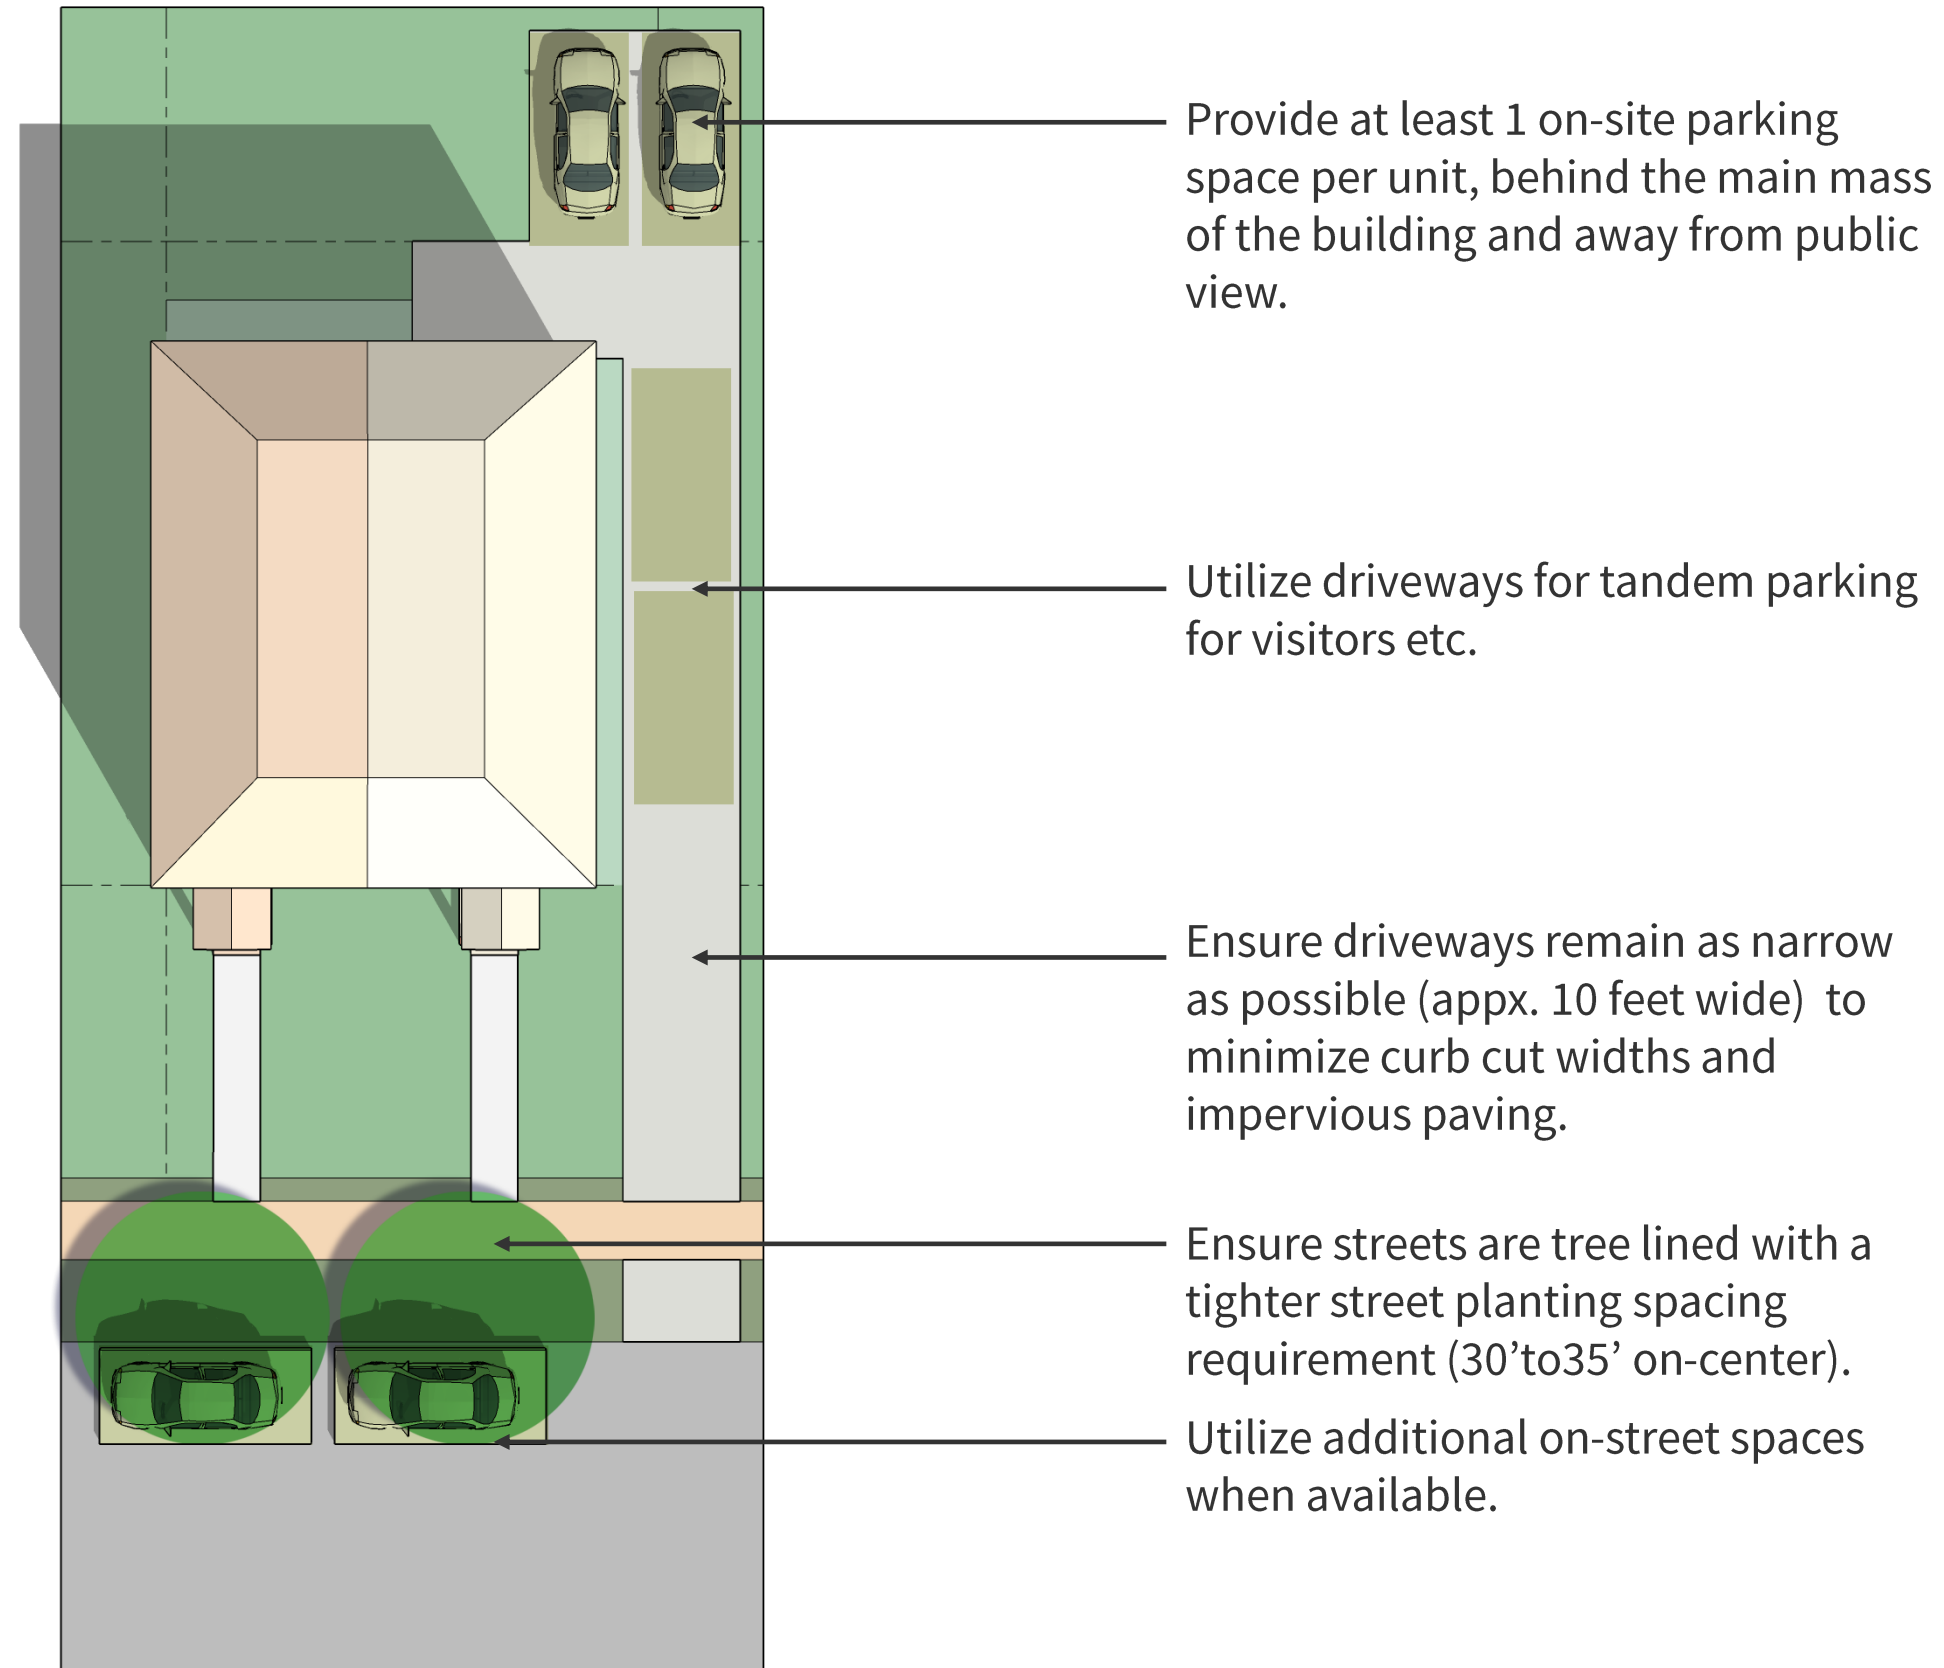 Provide at least 1 on-site parking
space per unit, behind the main mass
of the building and away from public
view.
Utilize driveways for tandem parking
for visitors etc.
Ensure driveways remain as narrow
as possible (appx. 10 feet wide)  to
minimize curb cut widths and
impervious paving.
Ensure streets are tree lined with a
tighter street planting spacing
requirement (30’to35’ on-center).
Utilize additional on-street spaces
when available.